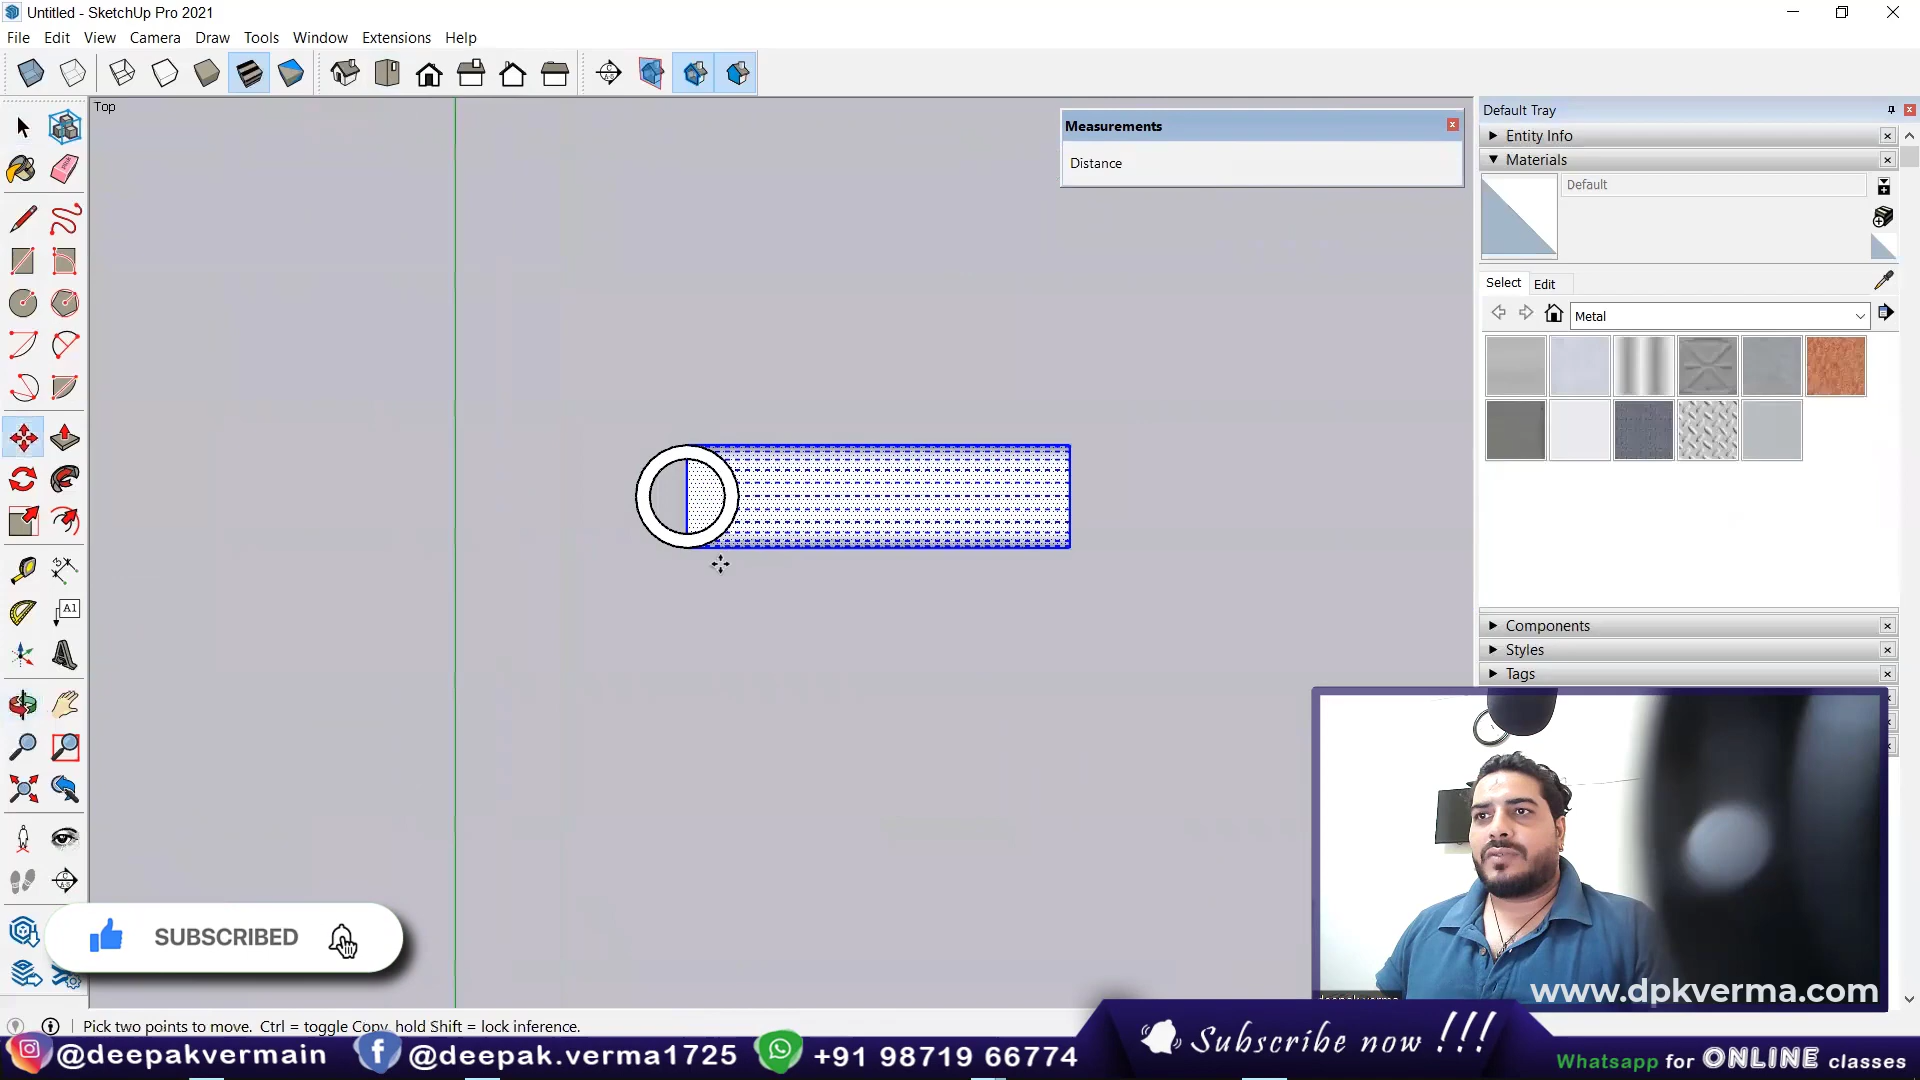 Untitled - SketchUp Pro 2021
File Edit View Camera Draw Tools Window Extensions Help
Top
Measurements
Distance
Default Tray
Entity Info
Materials
Default
Select Edit
Metal
A1
Components
Styles
Tags
SUBSCRIBED
www.dpkverma.com
Pick two points to move. Ctrl = toggle Copy, hold Shift = lock inference.
@deepakvermain
@deepak.verma1725
+91 98719 66774
Subscribe now !!!
Whatsapp for ONLINE classes